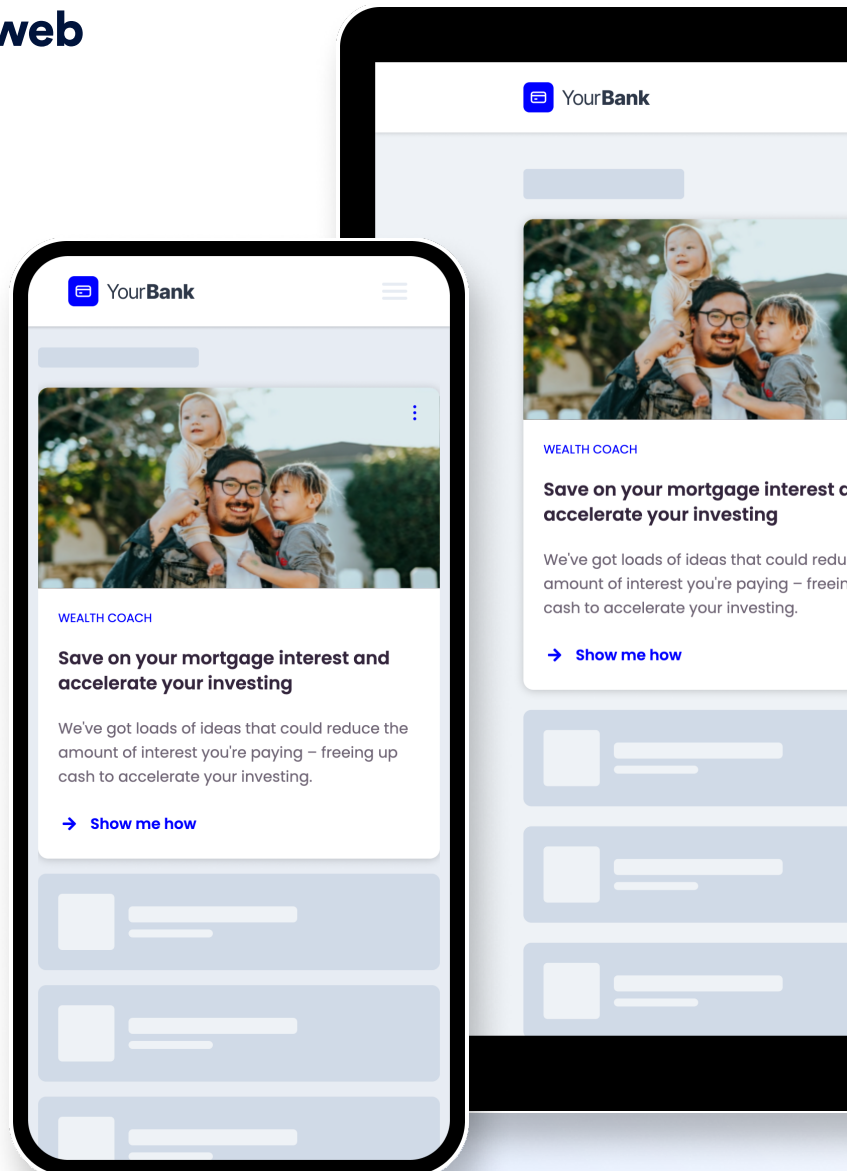 web
YourBank
WEALTH COACH
Save on your mortgage interest
accelerate your investing
We've got loads of ideas that could
amount of interest you're paying –
cash to accelerate your investing.
Show me how
YourBank
WEALTH COACH
Save on your mortgage interest and
accelerate your investing
We've got loads of ideas that could reduce the
amount of interest you're paying – freeing up
cash to accelerate your investing.
Show me how